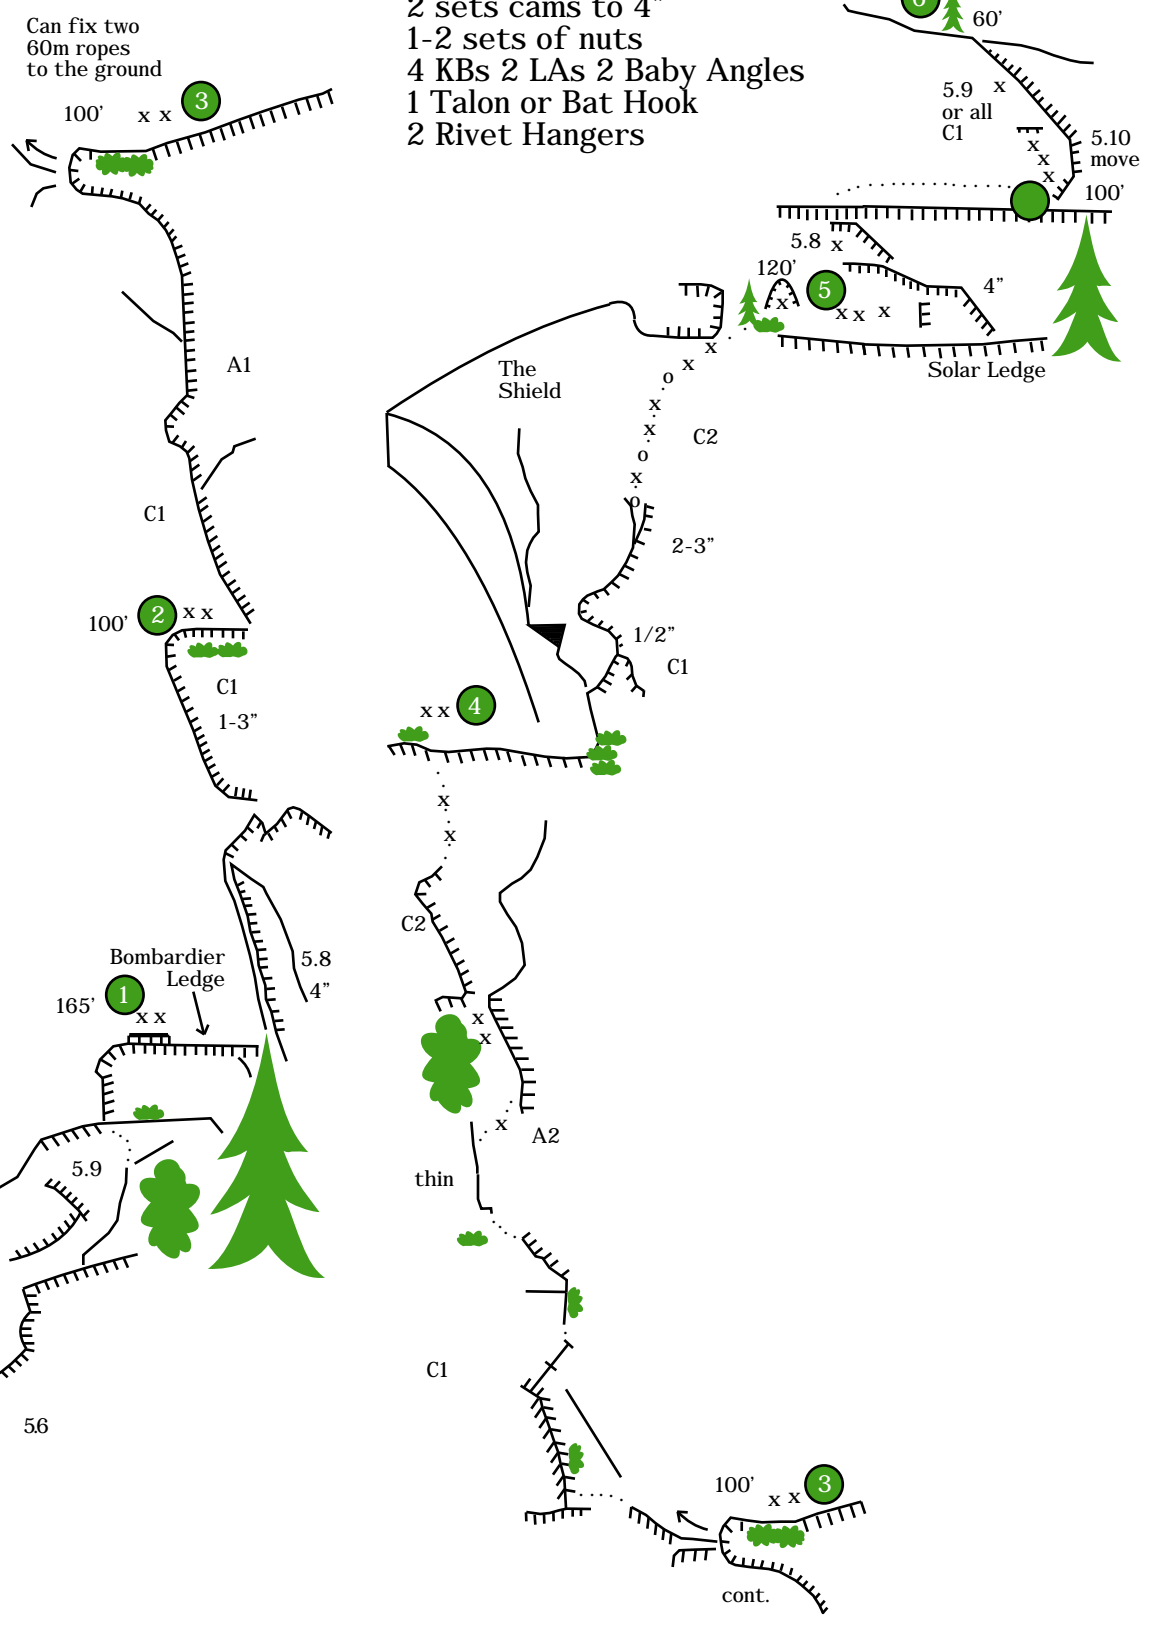 Can fix two
60m ropes
to the ground
100’ x x 3
2 sets cams to 4”
1-2 sets of nuts
4 KBs 2 LAs 2 Baby Angles
1 Talon or Bat Hook
2 Rivet Hangers
6
60’
5.9 x
or all
C1
x
x
x
5.10
move
100’
5.8 x
120’
x
5
x x x
4”
Solar Ledge
A1
C1
100’ 2 x x
C1
1-3”
The
Shield
x
x
o
x
x
o
x
o
C2
2-3”
1/2”
C1
x x 4
x
x
C2
x
x
x
A2
thin
C1
Bombardier
Ledge
165’ 1
x x
5.8
4”
5.9
5.6
100’ x x 3
cont.